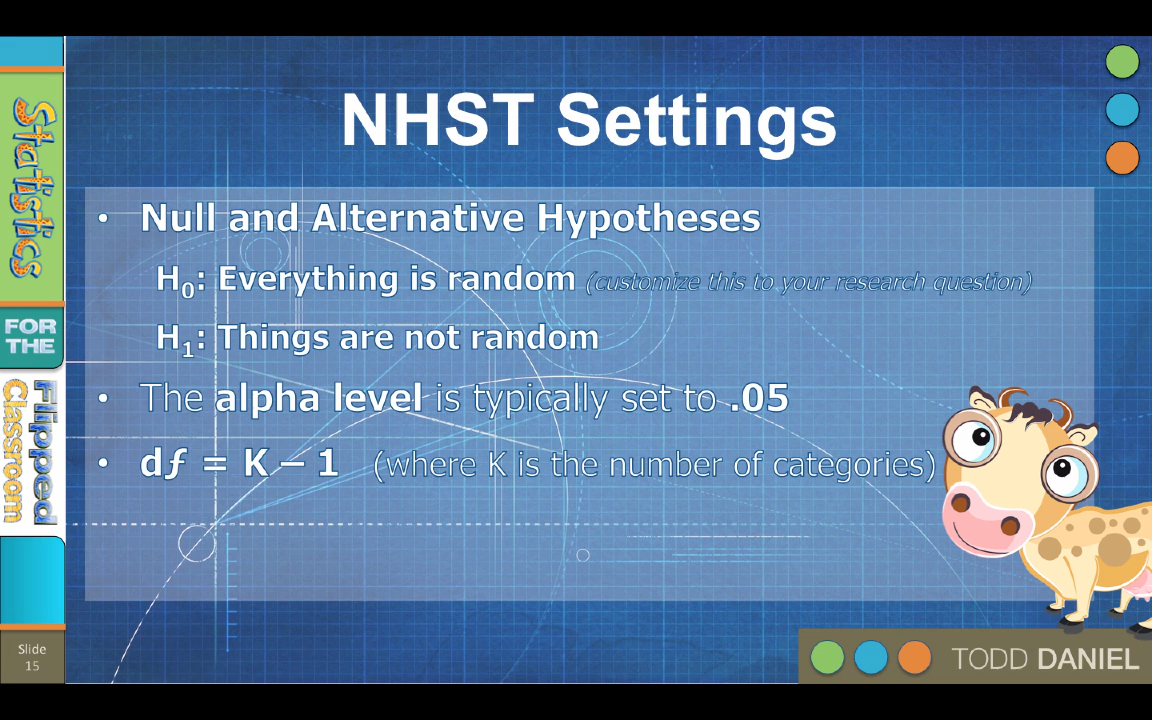 NHST Settings
• Null and Alternative Hypotheses
H₀: Everything is random (customize this to your research question)
H₁: Things are not random
• The alpha level is typically set to .05
• dƒ = K – 1 (where K is the number of categories)
Statistics
FOR
THE
Flipped
Classroom
Slide
15
TODD DANIEL